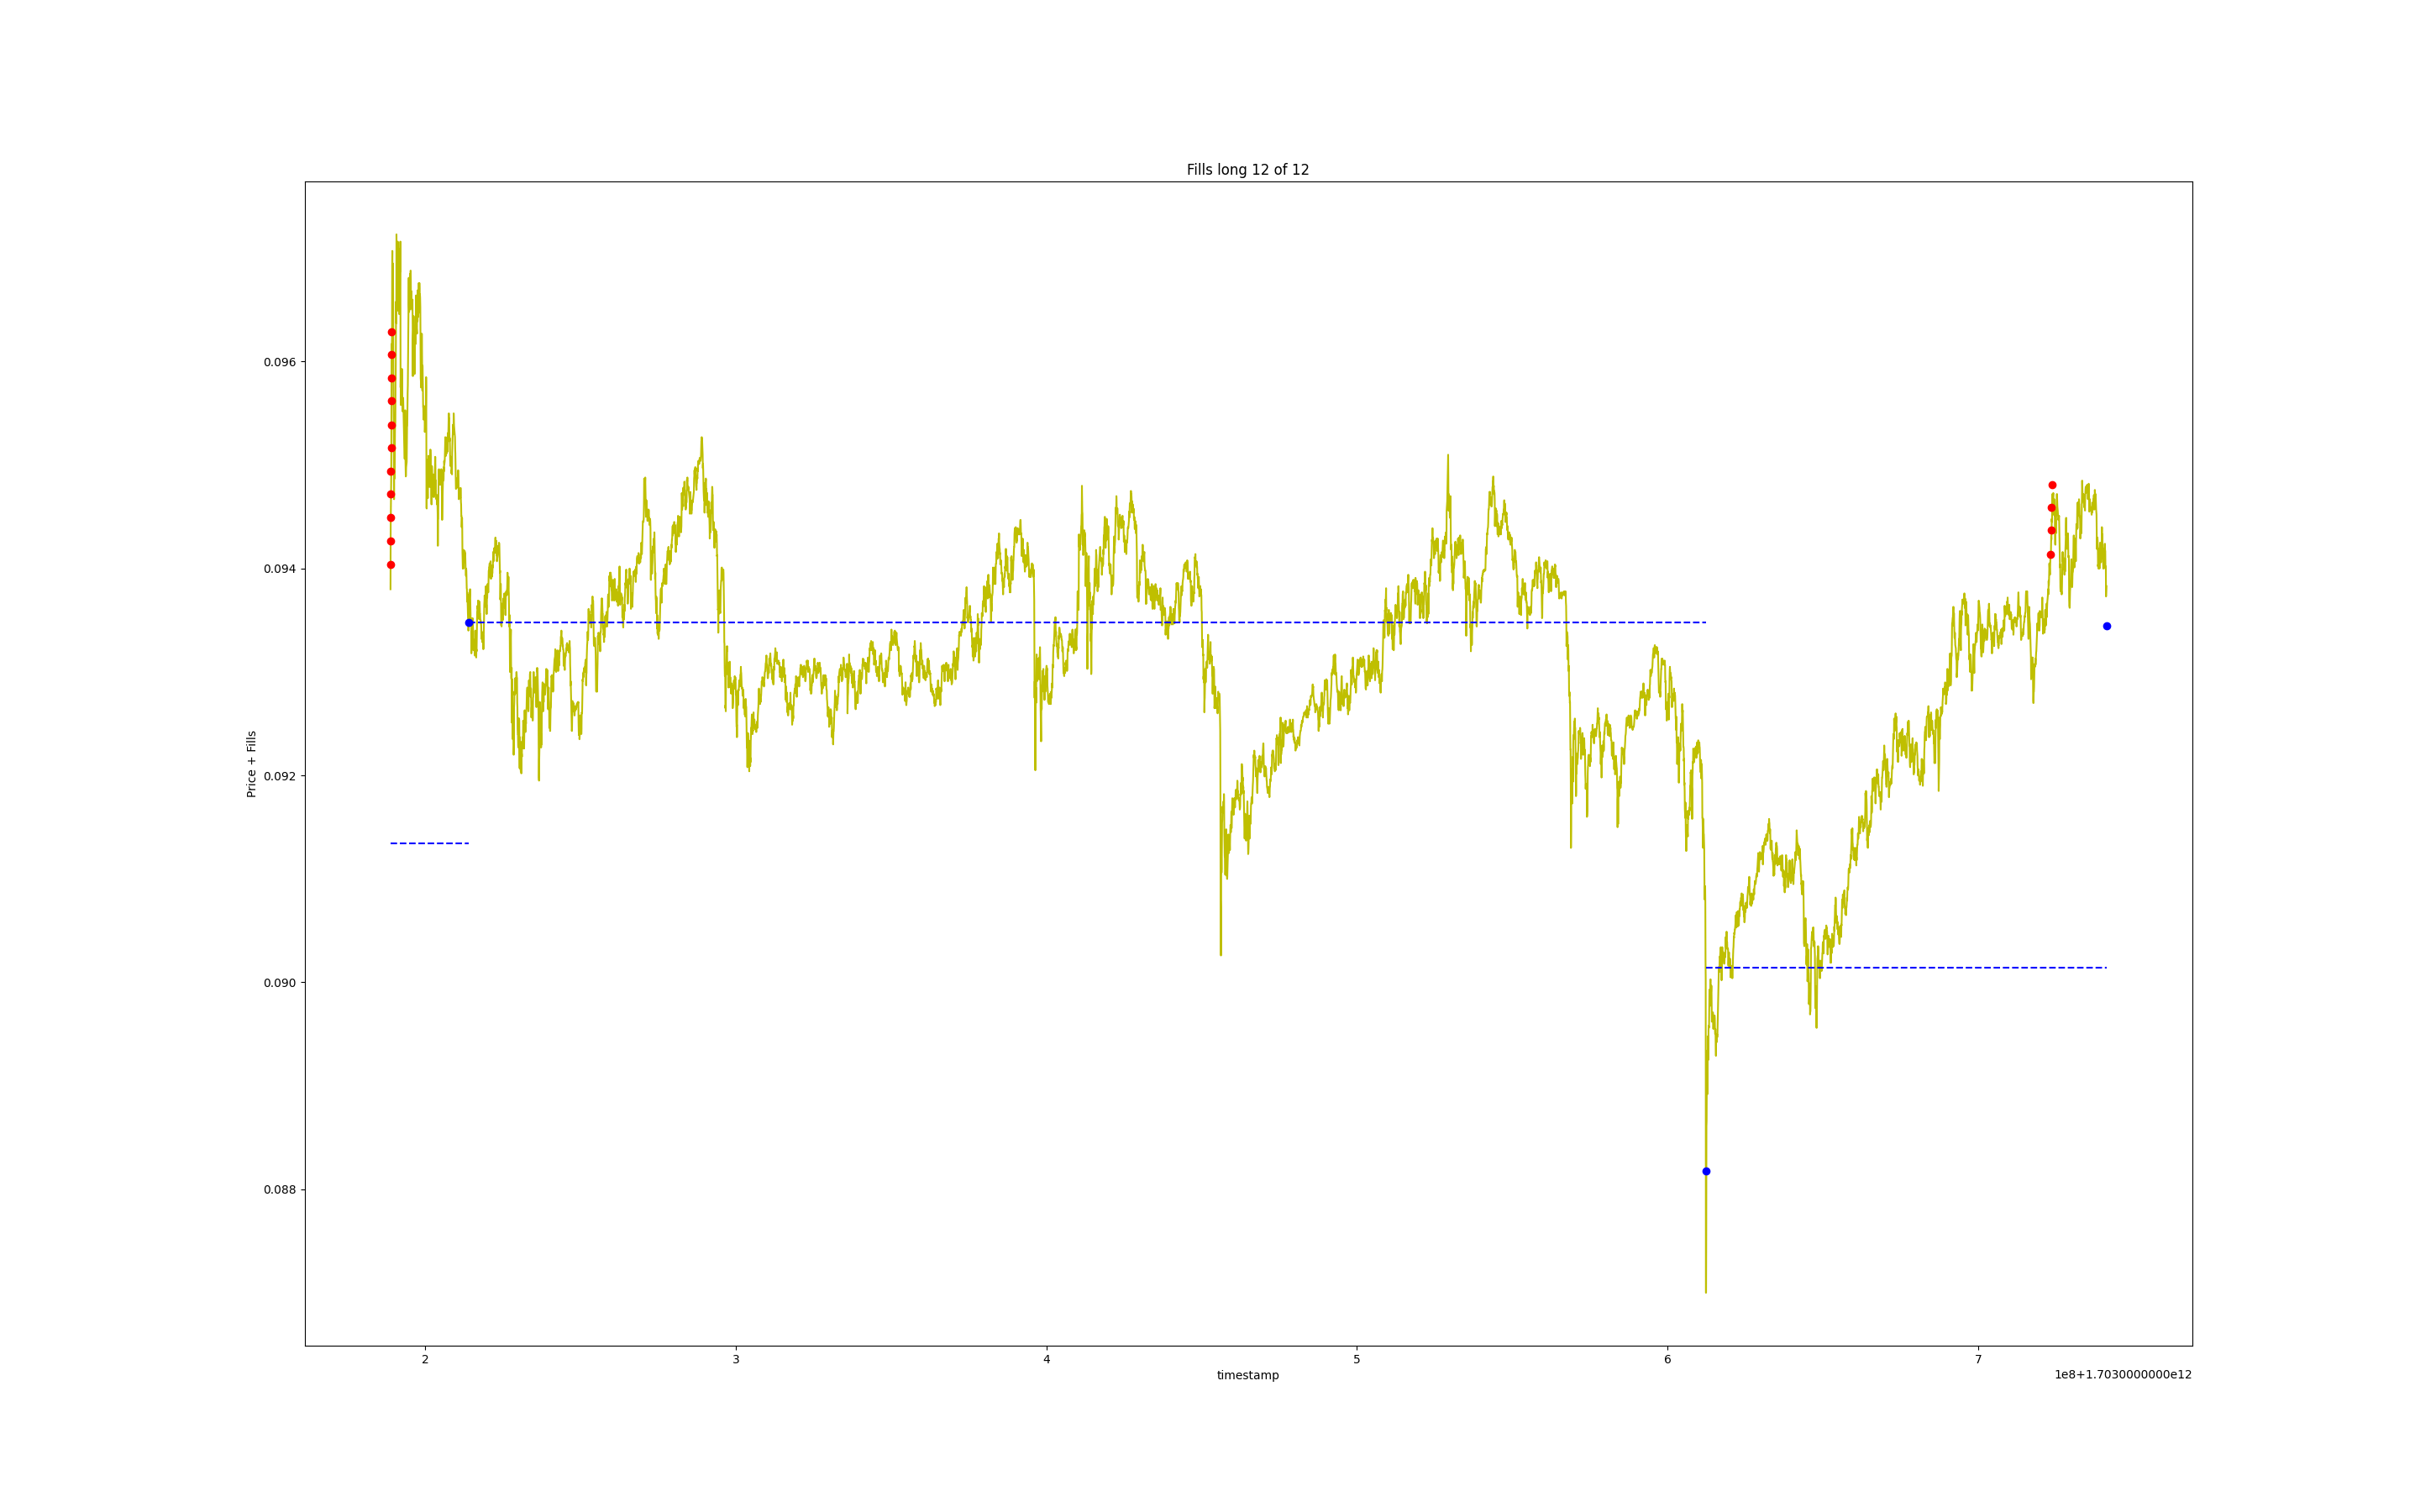 Fills long 12 of 12
0.096
0.094
0.092
0.090
0.088
Price + Fills
2 3 4 5 6 7
timestamp
1e8+1.7030000000e12